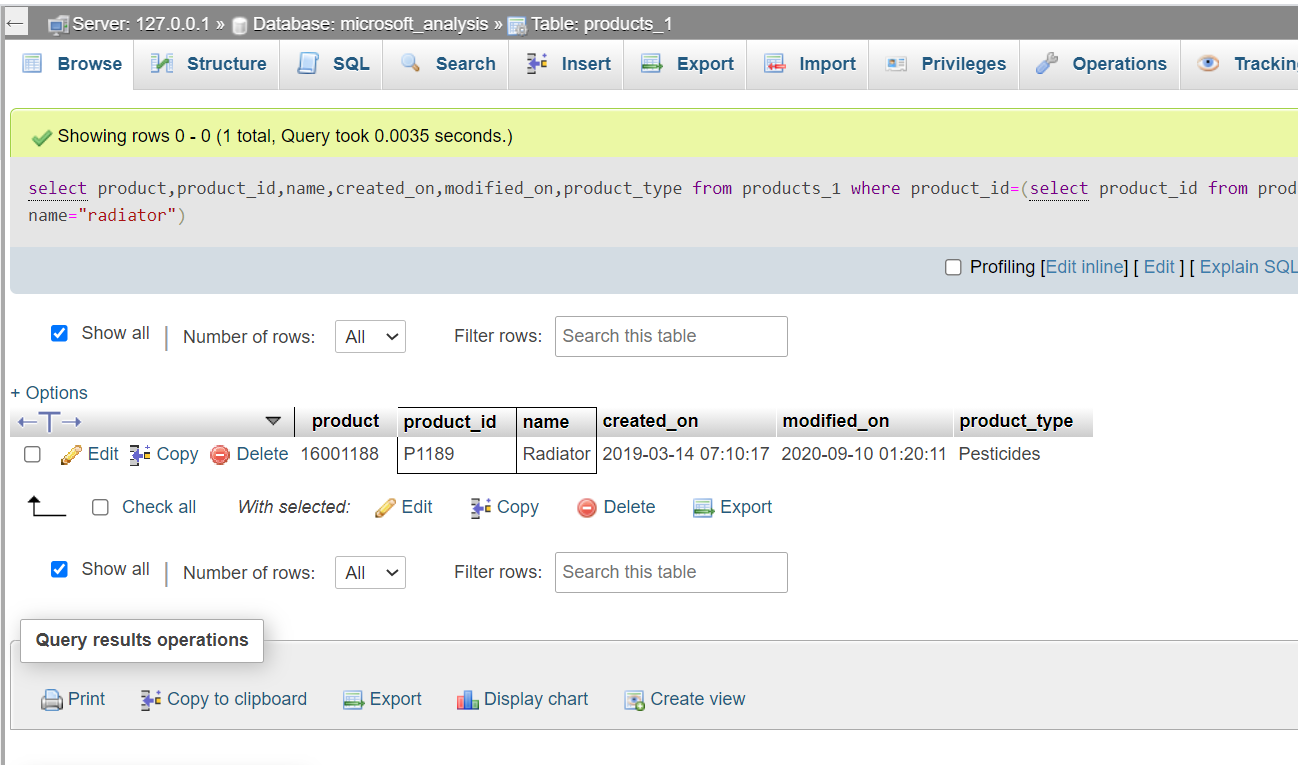 Server: 127.0.0.1 » Database: microsoft_analysis » Table: products_1
Browse Structure SQL Search Insert Export Import Privileges Operations Tracking
Showing rows 0 - 0 (1 total, Query took 0.0035 seconds.)
select product,product_id,name,created_on,modified_on,product_type from products_1 where product_id=(select product_id from prod
name="radiator")
Profiling [Edit inline] [ Edit ] [ Explain SQL
Show all Number of rows: All Filter rows: Search this table
+ Options
←T→ product product_id name created_on modified_on product_type
Edit Copy Delete 16001188 P1189 Radiator 2019-03-14 07:10:17 2020-09-10 01:20:11 Pesticides
Check all With selected: Edit Copy Delete Export
Show all Number of rows: All Filter rows: Search this table
Query results operations
Print Copy to clipboard Export Display chart Create view